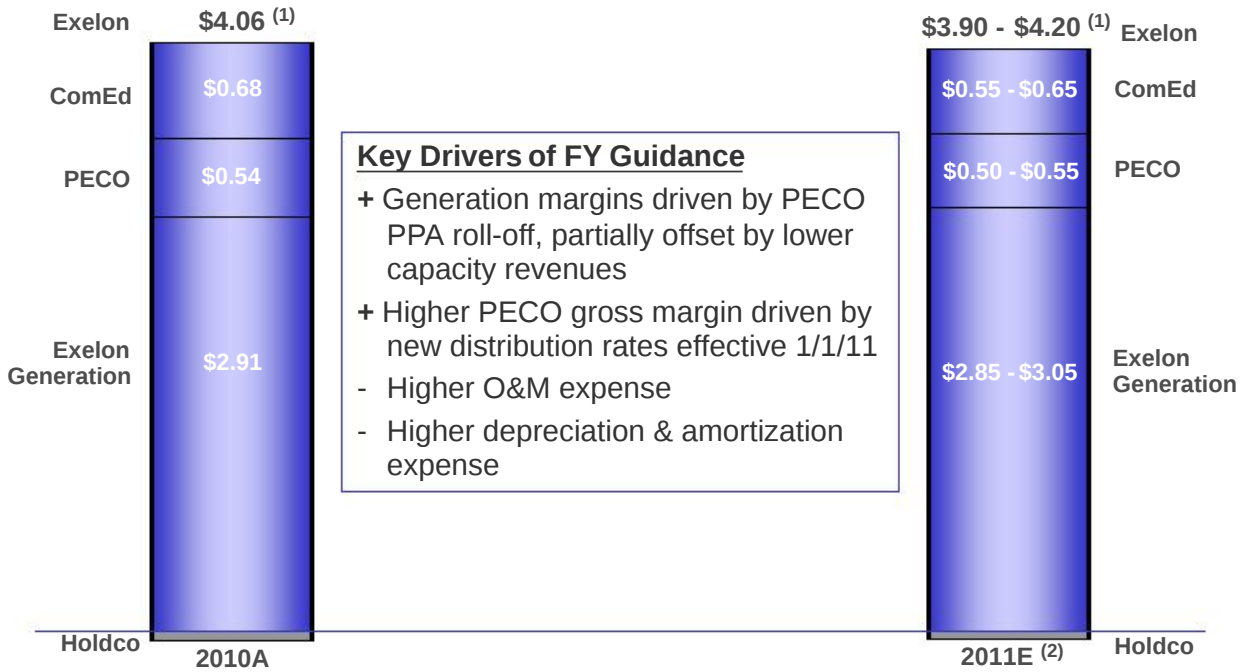 Exelon
$4.06 (1)
ComEd
$0.68
PECO
$0.54
Exelon
Generation
$2.91
Holdco
2010A
Key Drivers of FY Guidance
+ Generation margins driven by PECO
PPA roll-off, partially offset by lower
capacity revenues
+ Higher PECO gross margin driven by
new distribution rates effective 1/1/11
- Higher O&M expense
- Higher depreciation & amortization
expense
$3.90 - $4.20 (1)
Exelon
$0.55 - $0.65
ComEd
$0.50 - $0.55
PECO
$2.85 - $3.05
Exelon
Generation
2011E (2)
Holdco